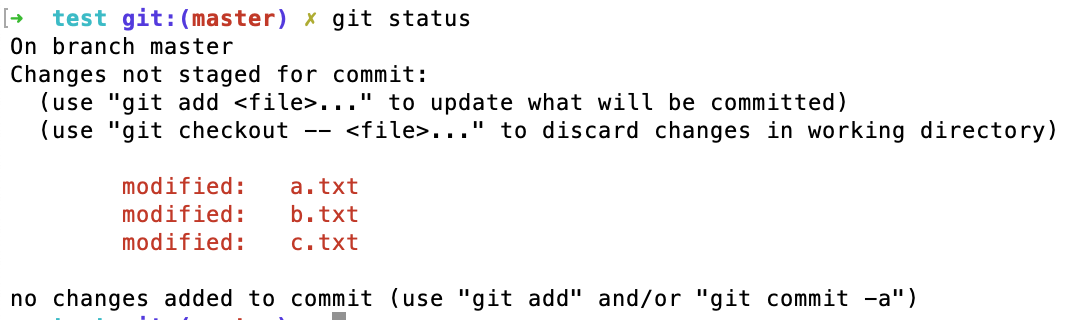 ➜  test git:(master) ✗ git status
On branch master
Changes not staged for commit:
  (use "git add <file>..." to update what will be committed)
  (use "git checkout -- <file>..." to discard changes in working directory)

        modified:   a.txt
        modified:   b.txt
        modified:   c.txt

no changes added to commit (use "git add" and/or "git commit -a")